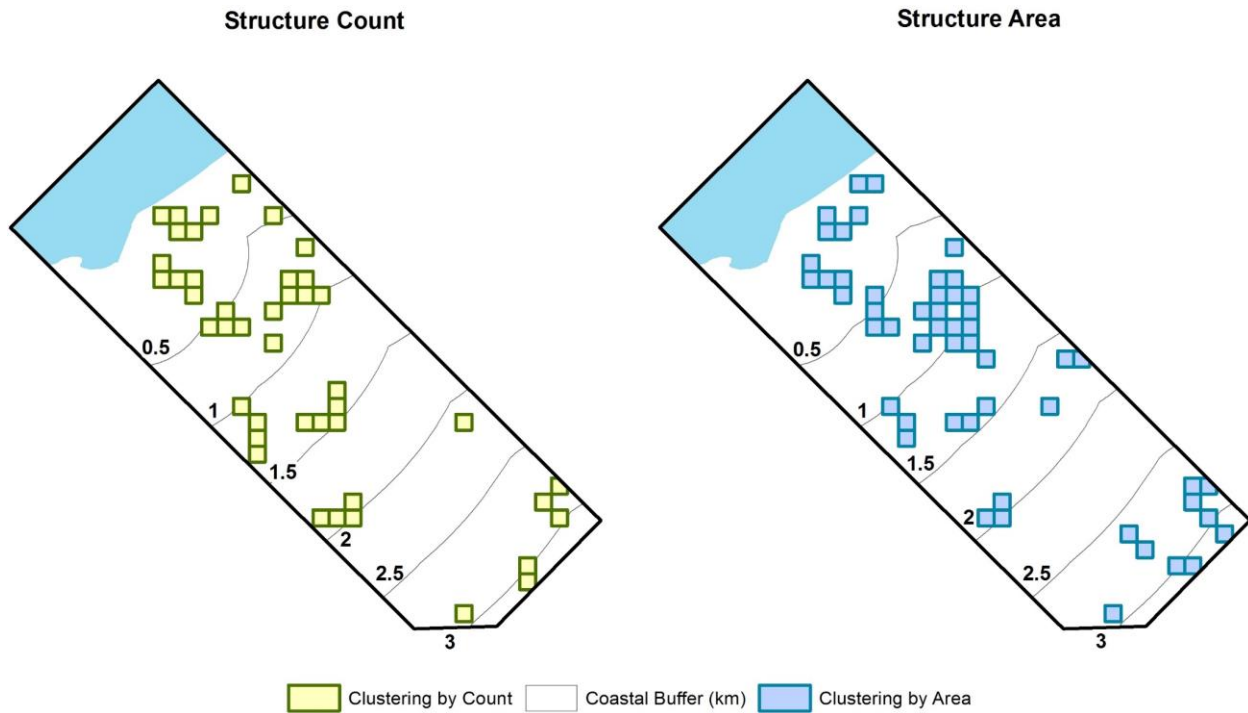 Structure Count
Structure Area
0.5
1
1.5
2
2.5
3
0.5
1
1.5
2
2.5
3
Clustering by Count
Coastal Buffer (km)
Clustering by Area